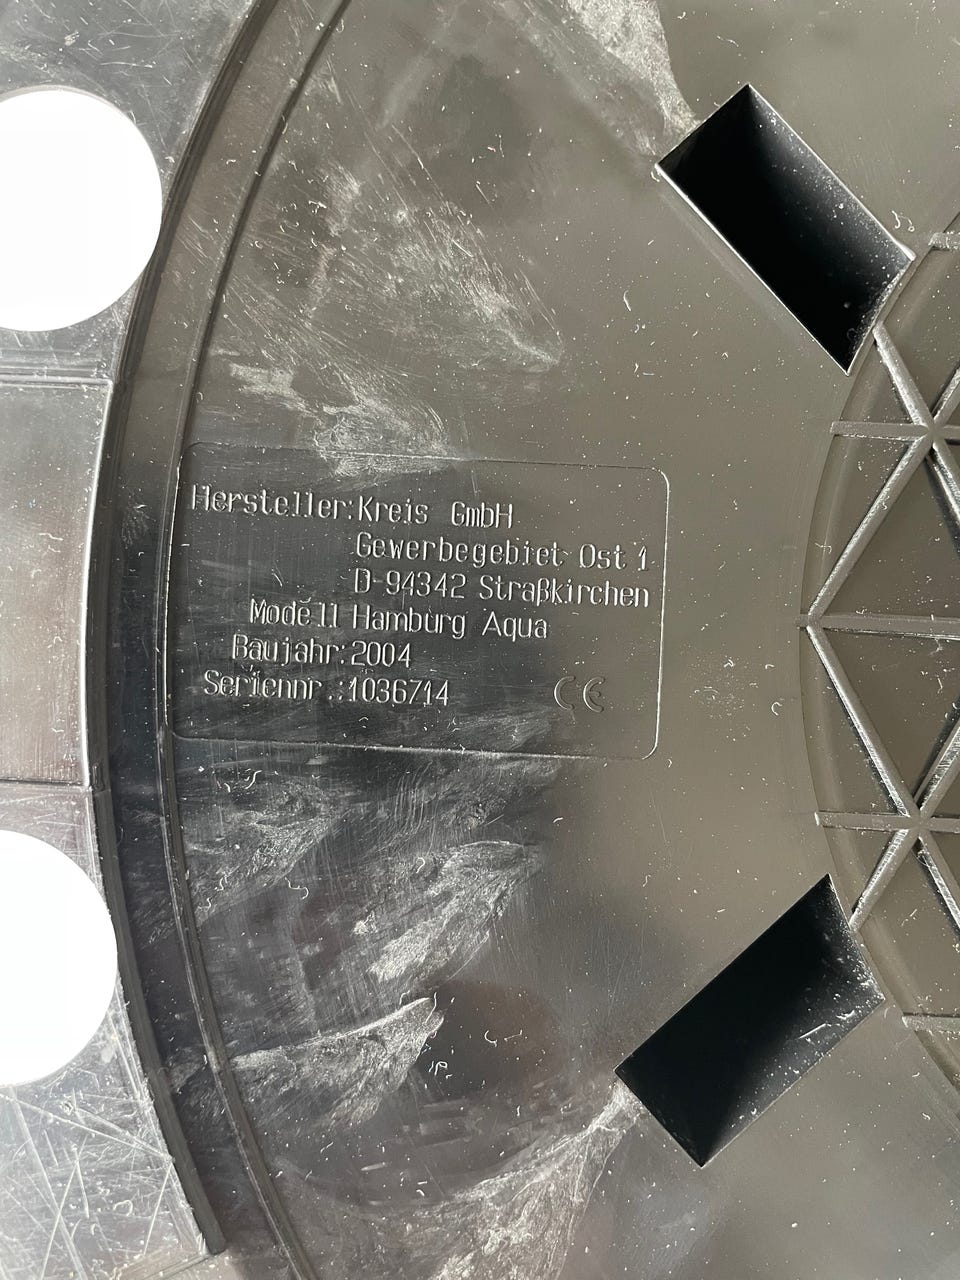 Hersteller: Kreis GmbH
Gewerbegebiet Ost 1
D-94342 Straßkirchen
Modell Hamburg Aqua
Baujahr: 2004
Seriennr.: 1036714
CE